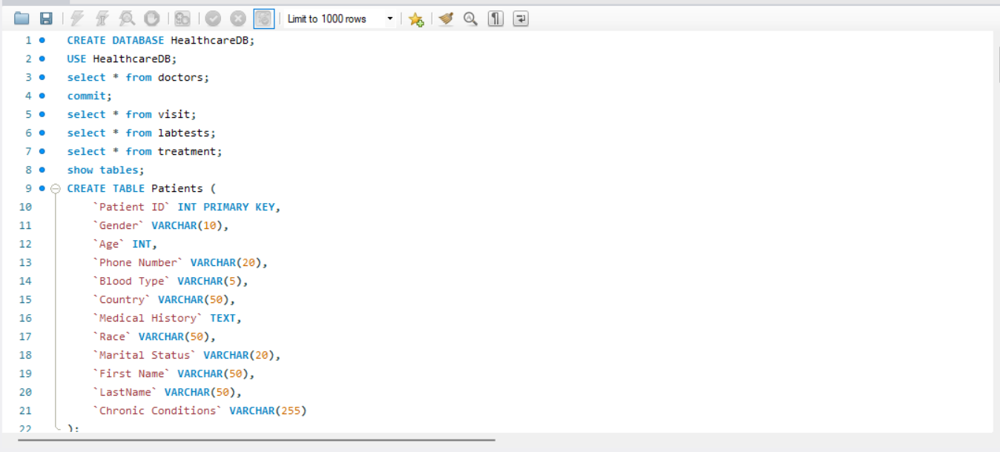 Limit to 1000 rows
1 CREATE DATABASE HealthcareDB;
2 USE HealthcareDB;
3 select * from doctors;
4 commit;
5 select * from visit;
6 select * from labtests;
7 select * from treatment;
8 show tables;
9 CREATE TABLE Patients (
10 `Patient ID` INT PRIMARY KEY,
11 `Gender` VARCHAR(10),
12 `Age` INT,
13 `Phone Number` VARCHAR(20),
14 `Blood Type` VARCHAR(5),
15 `Country` VARCHAR(50),
16 `Medical History` TEXT,
17 `Race` VARCHAR(50),
18 `Marital Status` VARCHAR(20),
19 `First Name` VARCHAR(50),
20 `LastName` VARCHAR(50),
21 `Chronic Conditions` VARCHAR(255)
22 );